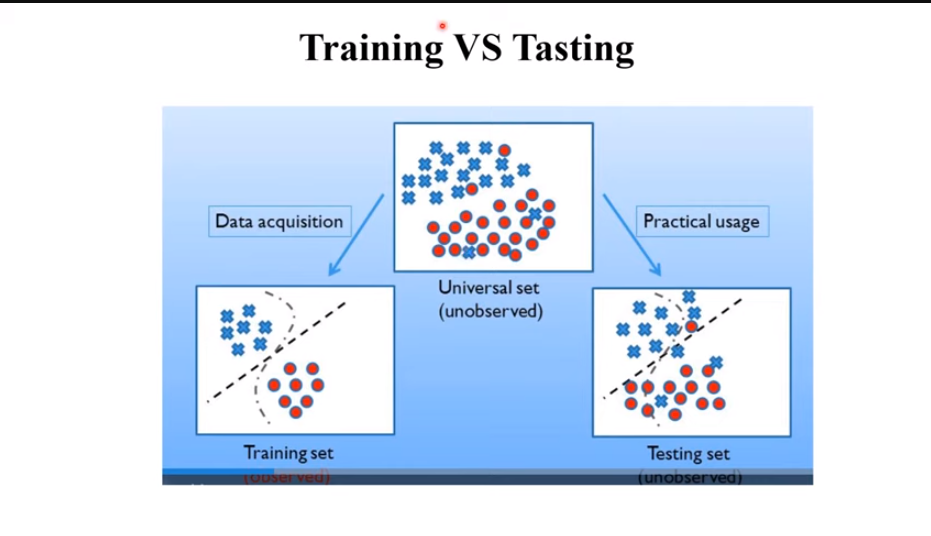 Training VS Tasting
Data acquisition
Practical usage
Universal set
(unobserved)
Training set
(observed)
Testing set
(unobserved)